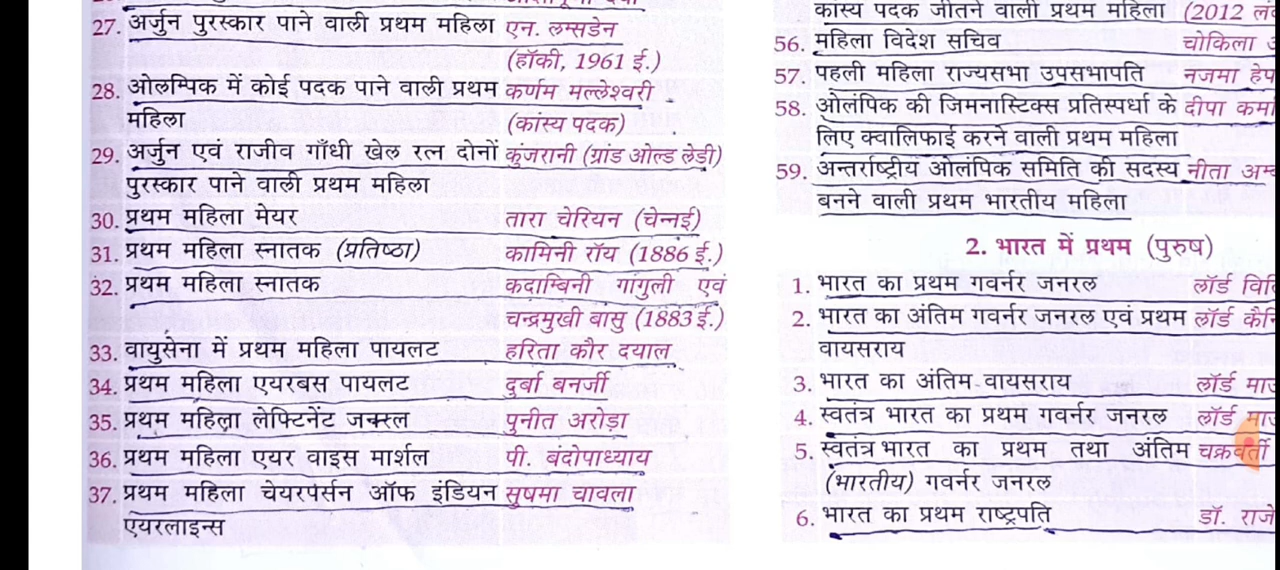 27. अर्जुन पुरस्कार पाने वाली प्रथम महिला एन. लम्सडेन
(हॉकी, 1961 ई.)
28. ओलम्पिक में कोई पदक पाने वाली प्रथम कर्णम मल्लेश्वरी
महिला (कांस्य पदक)
29. अर्जुन एवं राजीव गाँधी खेल रत्न दोनों कुंजरानी (ग्रांड ओल्ड लेडी)
पुरस्कार पाने वाली प्रथम महिला
30. प्रथम महिला मेयर तारा चेरियन (चेन्नई)
31. प्रथम महिला स्नातक (प्रतिष्ठा) कामिनी रॉय (1886 ई.)
32. प्रथम महिला स्नातक कदाम्बिनी गांगुली एवं
चन्द्रमुखी बासु (1883 ई.)
33. वायुसेना में प्रथम महिला पायलट हरिता कौर दयाल
34. प्रथम महिला एयरबस पायलट दुर्बा बनर्जी
35. प्रथम महिला लेफ्टिनेंट जनरल पुनीत अरोड़ा
36. प्रथम महिला एयर वाइस मार्शल पी. बंदोपाध्याय
37. प्रथम महिला चेयरपर्सन ऑफ इंडियन सुषमा चावला
एयरलाइन्स
कांस्य पदक जीतने वाली प्रथम महिला (2012
56. महिला विदेश सचिव चोकिला
57. पहली महिला राज्यसभा उपसभापति नजमा
58. ओलंपिक की जिमनास्टिक्स प्रतिस्पर्धा के दीपा
लिए क्वालिफाई करने वाली प्रथम महिला
59. अन्तर्राष्ट्रीय ओलंपिक समिति की सदस्य नीता
बनने वाली प्रथम भारतीय महिला
2. भारत में प्रथम (पुरुष)
1. भारत का प्रथम गवर्नर जनरल लॉर्ड
2. भारत का अंतिम गवर्नर जनरल एवं प्रथम लॉर्ड
वायसराय
3. भारत का अंतिम वायसराय लॉर्ड
4. स्वतंत्र भारत का प्रथम गवर्नर जनरल लॉर्ड
5. स्वतंत्र भारत का प्रथम तथा अंतिम चक्रवर्ती
(भारतीय) गवर्नर जनरल
6. भारत का प्रथम राष्ट्रपति डॉ.